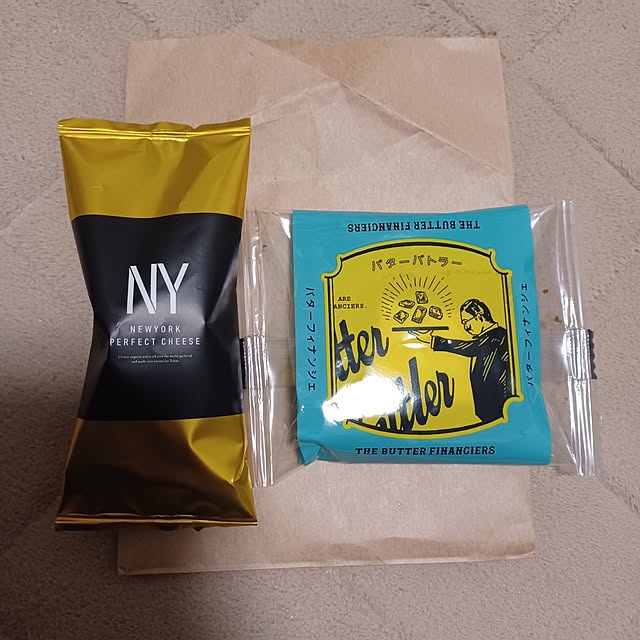 NY
NEWYORK
PERFECT CHEESE
THE BUTTER FINANCIERS
バターバトラー
ARE
ANCIERS.
tter
utler
バターフィナンシェ
バターフィナンシェ
THE BUTTER FINANCIERS